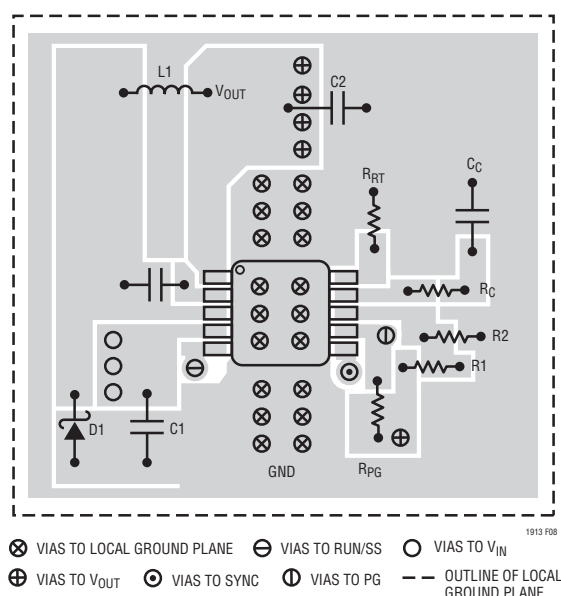 L1
VOUT
C2
RRT
CC
RC
R2
R1
D1
C1
GND
RPG
1913 F08
VIAS TO LOCAL GROUND PLANE
VIAS TO RUN/SS
VIAS TO VIN
VIAS TO VOUT
VIAS TO SYNC
VIAS TO PG
OUTLINE OF LOCAL
GROUND PLANE